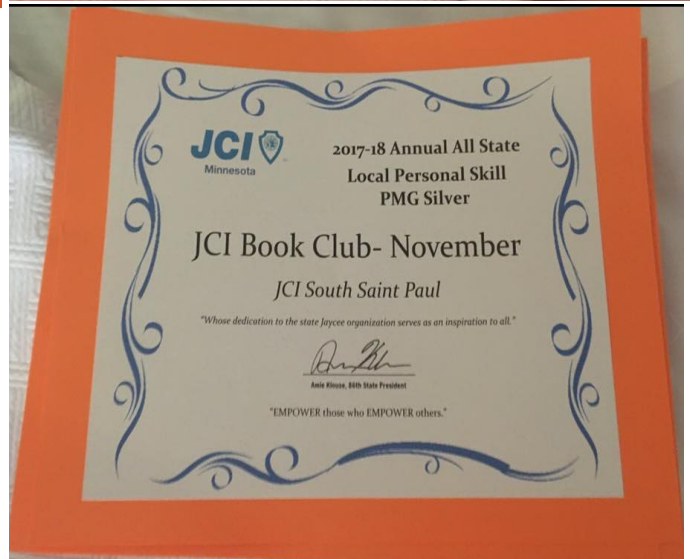 JCI
Minnesota
2017-18 Annual All State
Local Personal Skill
PMG Silver
JCI Book Club- November
JCI South Saint Paul
"Whose dedication to the state Jaycee organization serves as an inspiration to all."
Amie Klouse, 86th State President
"EMPOWER those who EMPOWER others."